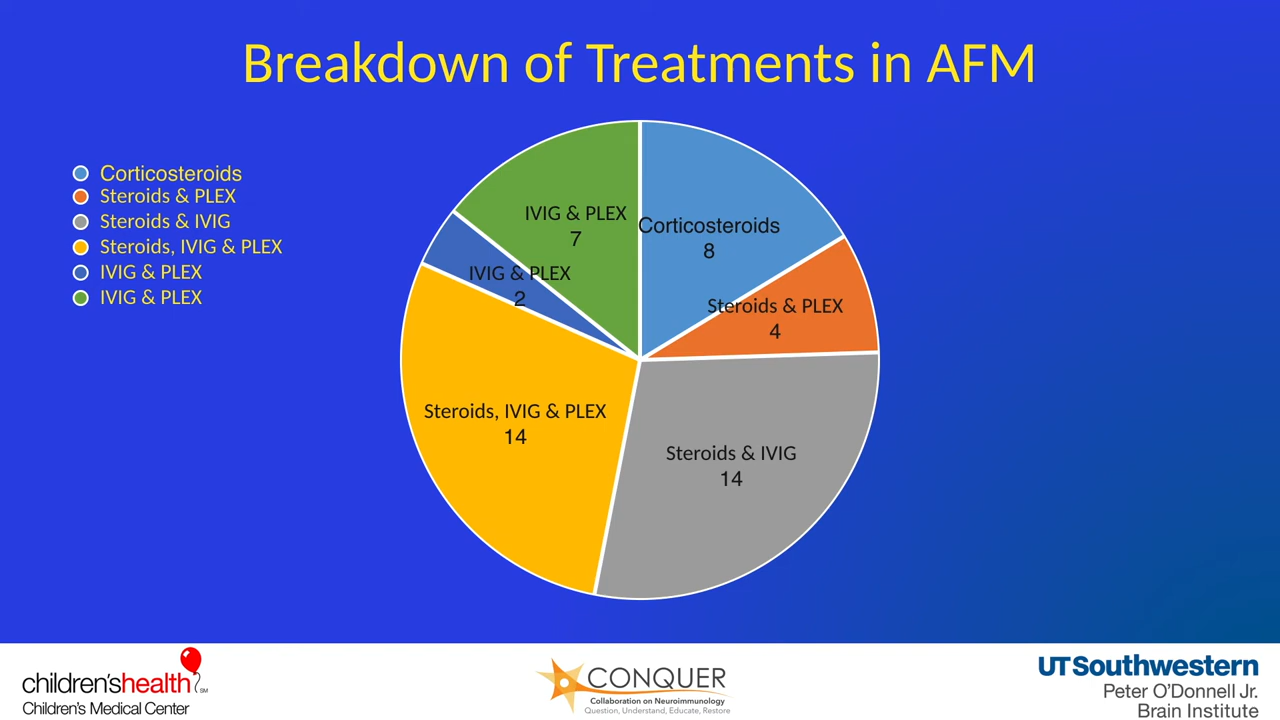 Breakdown of Treatments in AFM
Corticosteroids
Steroids & PLEX
Steroids & IVIG
Steroids, IVIG & PLEX
IVIG & PLEX
IVIG & PLEX
IVIG & PLEX
7
Corticosteroids
8
IVIG & PLEX
2
Steroids & PLEX
4
Steroids, IVIG & PLEX
14
Steroids & IVIG
14
children'shealth SM
Children's Medical Center
CONQUER
Collaboration on Neuroimmunology
Question, Understand, Educate, Restore
UTSouthwestern
Peter O'Donnell Jr.
Brain Institute